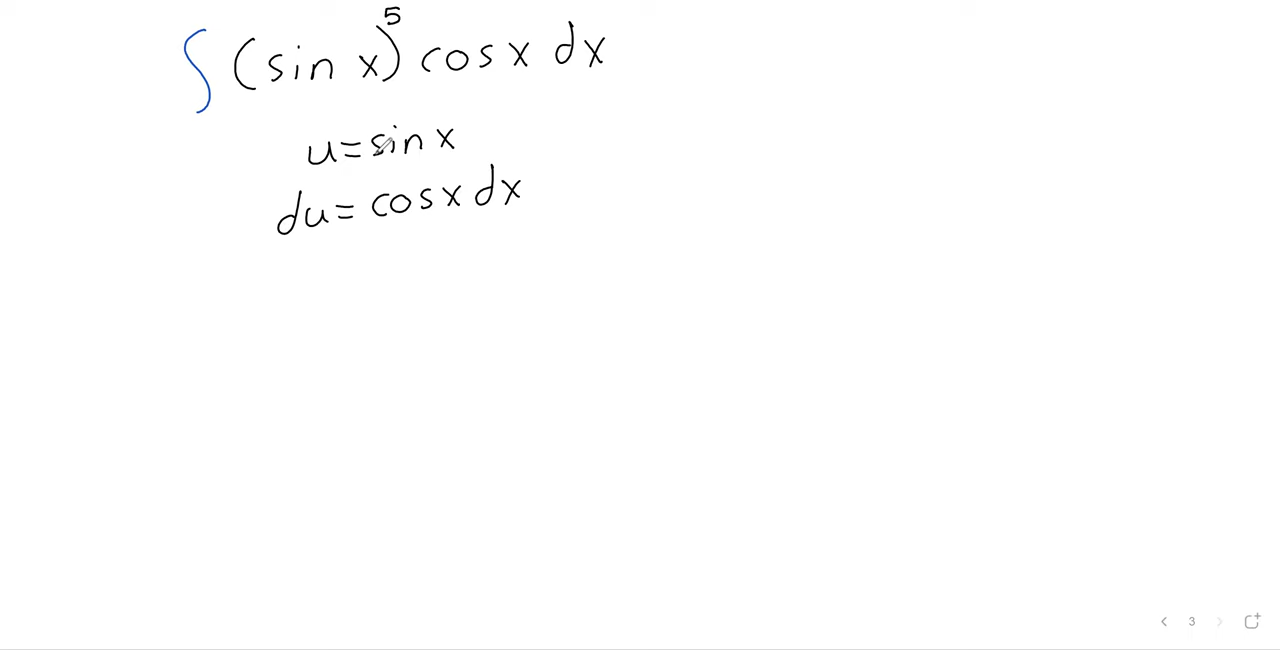 ∫ (sin x)⁵ cos x dx
u = sin x
du = cos x dx
3